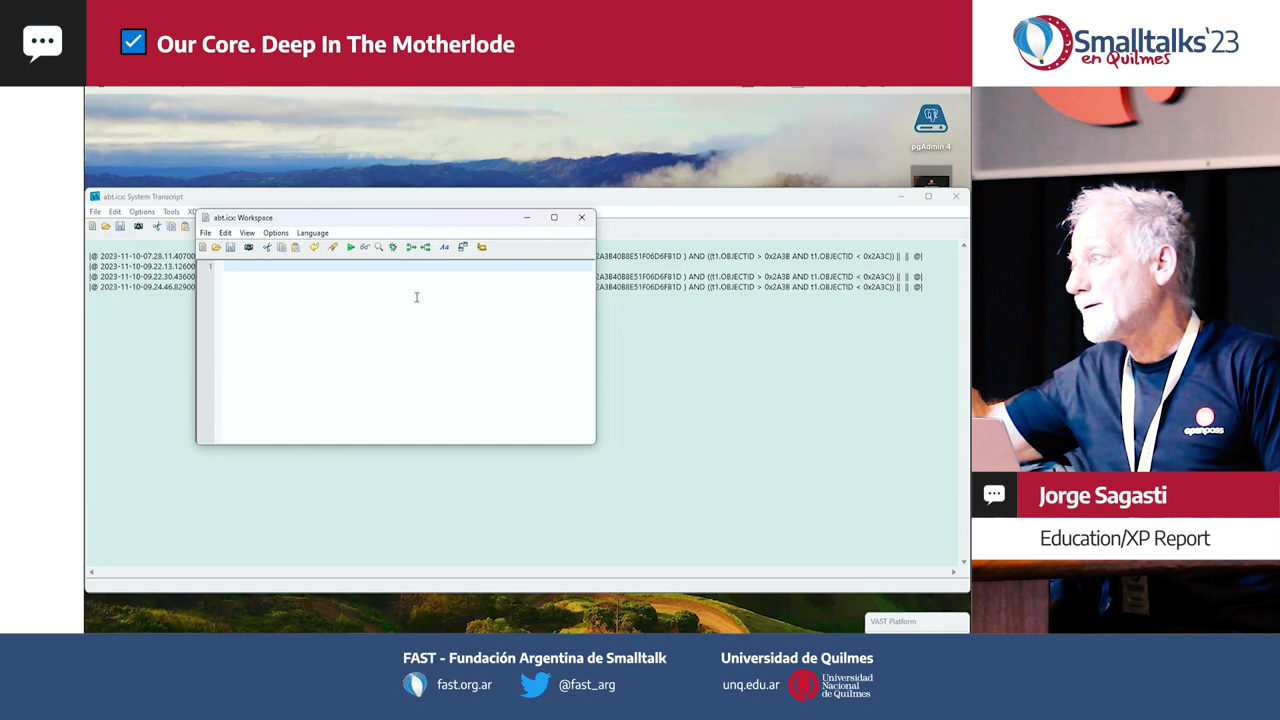 Our Core. Deep In The Motherlode
Smalltalks'23
en Quilmes
pgAdmin 4
abt.icx: System Transcript
File Edit Options Tools
abt.icx: Workspace
File Edit View Options Language
1
|@ 2023-11-10-07.28.11.40700 2A3B40B8E51F06D6FB1D ) AND ((t1.OBJECTID > 0x2A3B AND t1.OBJECTID < 0x2A3C)) || || @|
|@ 2023-11-10-09.22.13.12600
|@ 2023-11-10-09.22.30.43600 2A3B40B8E51F06D6FB1D ) AND ((t1.OBJECTID > 0x2A3B AND t1.OBJECTID < 0x2A3C)) || || @|
|@ 2023-11-10-09.24.46.82900 2A3B40B8E51F06D6FB1D ) AND ((t1.OBJECTID > 0x2A3B AND t1.OBJECTID < 0x2A3C)) || || @|
openpass
Jorge Sagasti
Education/XP Report
VAST Platform
FAST - Fundación Argentina de Smalltalk
fast.org.ar
@fast_arg
Universidad de Quilmes
unq.edu.ar
Universidad
Nacional
de Quilmes